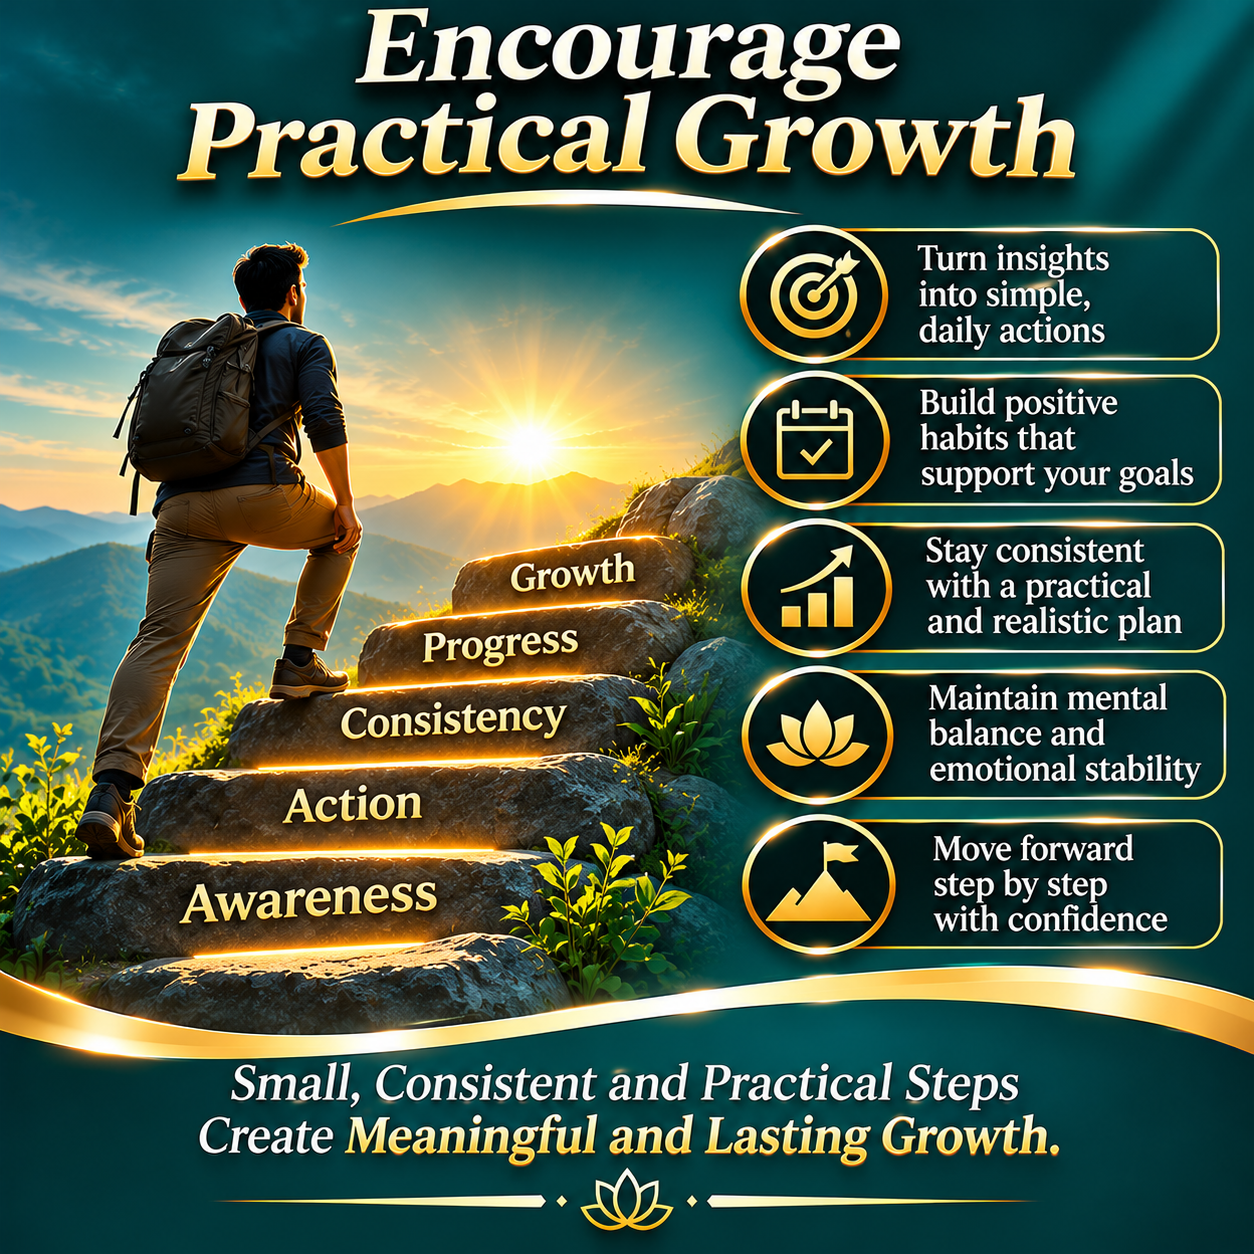 Encourage
Practical Growth
Turn insights
into simple,
daily actions
Build positive
habits that
support your goals
Stay consistent
with a practical
and realistic plan
Maintain mental
balance and
emotional stability
Move forward
step by step
with confidence
Growth
Progress
Consistency
Action
Awareness
Small, Consistent and Practical Steps
Create Meaningful and Lasting Growth.